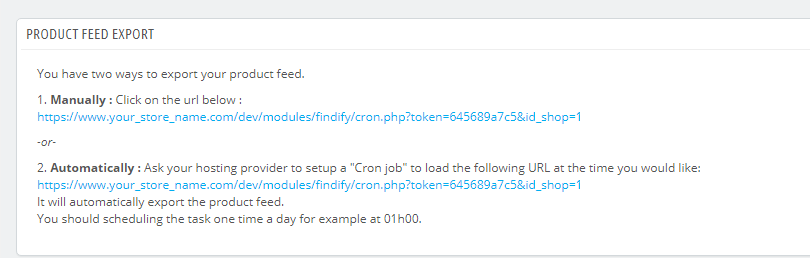 PRODUCT FEED EXPORT
You have two ways to export your product feed.
1. Manually : Click on the url below :
https://www.your_store_name.com/dev/modules/findify/cron.php?token=645689a7c5&id_shop=1
-or-
2. Automatically : Ask your hosting provider to setup a "Cron job" to load the following URL at the time you would like:
https://www.your_store_name.com/dev/modules/findify/cron.php?token=645689a7c5&id_shop=1
It will automatically export the product feed.
You should scheduling the task one time a day for example at 01h00.